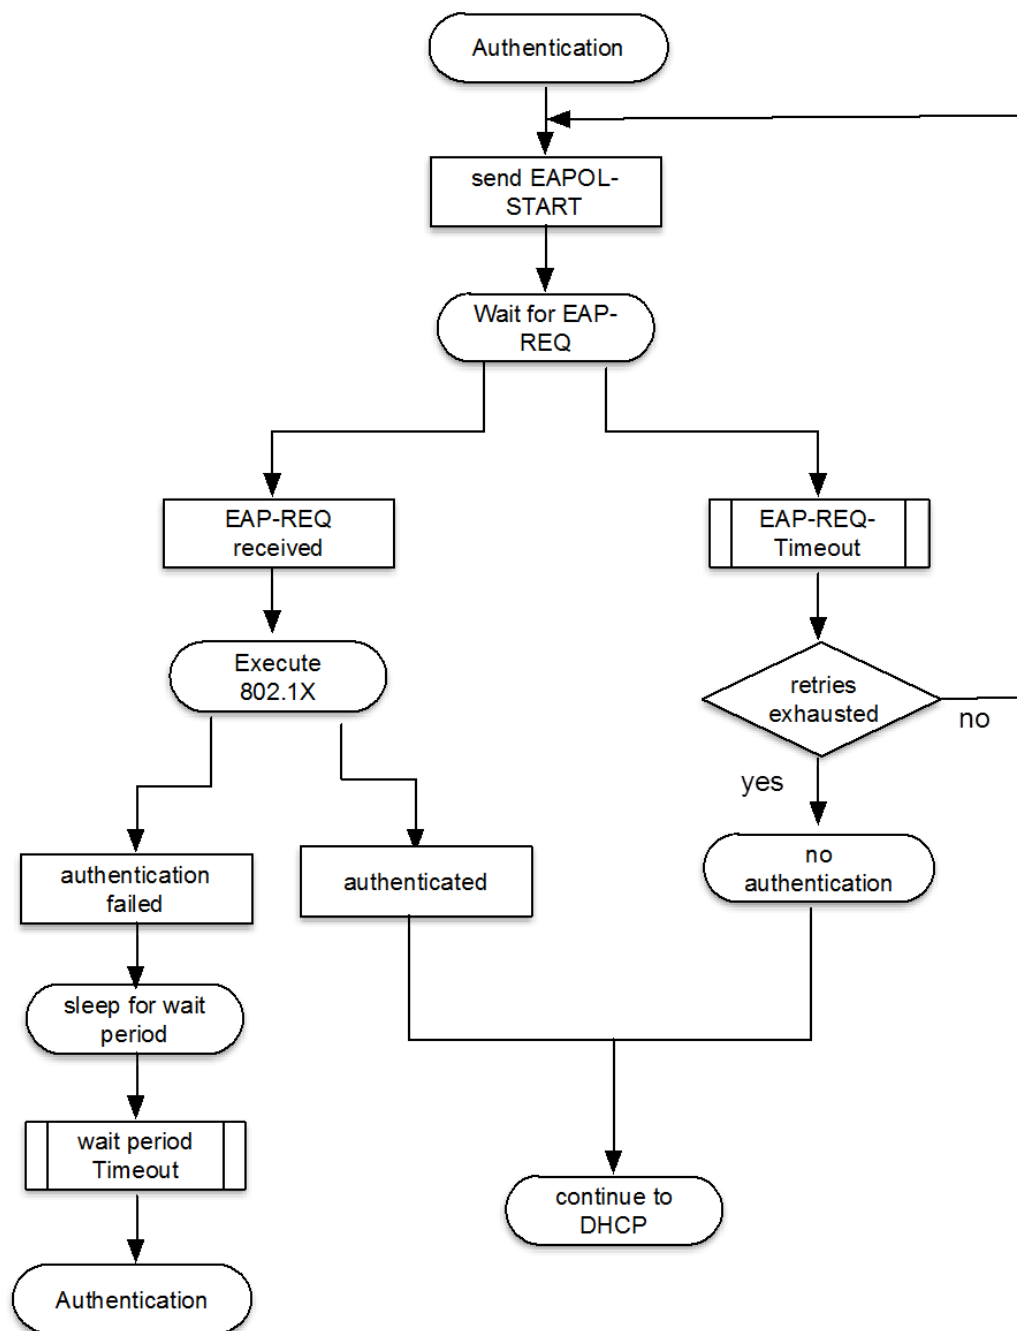 Authentication
send EAPOL-
START
Wait for EAP-
REQ
EAP-REQ
received
EAP-REQ-
Timeout
Execute
802.1X
retries
exhausted
no
yes
authentication
failed
authenticated
no
authentication
sleep for wait
period
wait period
Timeout
continue to
DHCP
Authentication